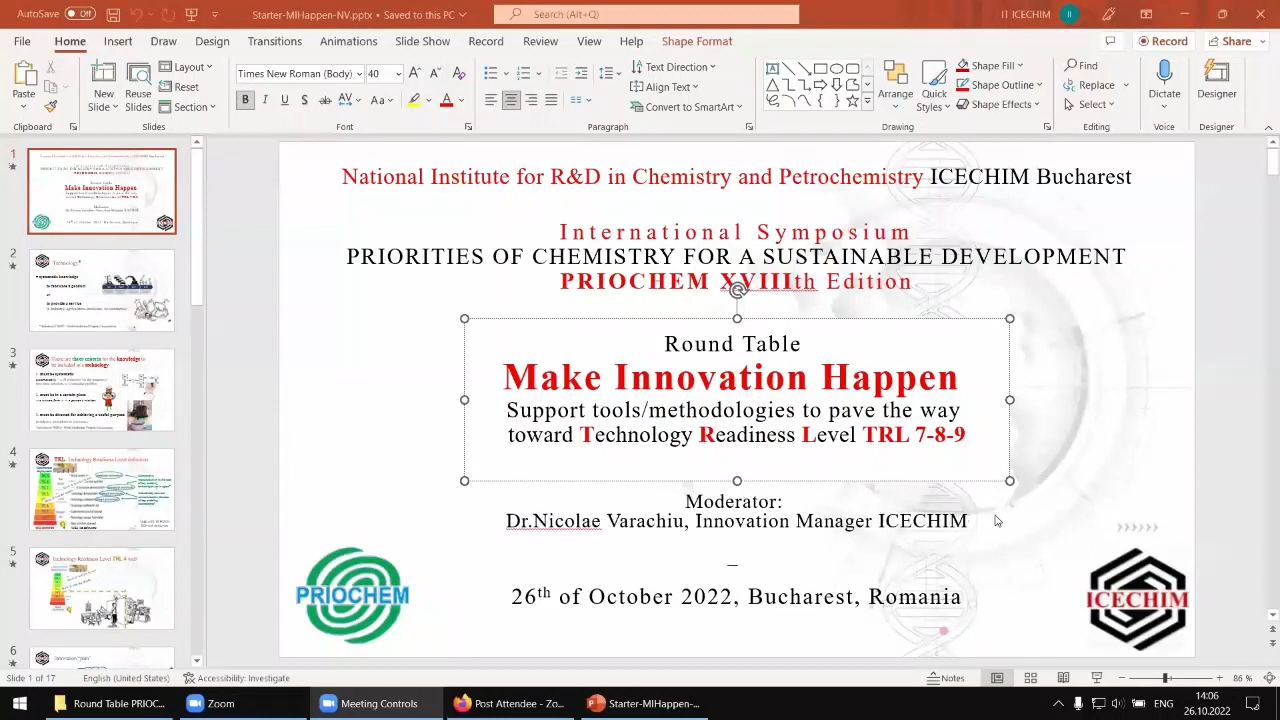 AutoSave Off Starter-MIHapen-NV.pptx • Saved to this PC Search (Alt+Q) ICECHIM II
File Home Insert Draw Design Transitions Animations Slide Show Record Review View Help Shape Format Record Share
Paste New Slide Reuse Slides Layout Reset Section
Times New Roman (Body) 40
Text Direction Align Text Convert to SmartArt
Arrange Quick Styles Shape Fill Shape Outline Shape Effects
Find Replace Select Dictate Designer
Clipboard Slides Font Paragraph Drawing Editing Voice Designer
1
2
3
4
5
6
National Institute for R&D in Chemistry and Petrochemistry ICECHIM Bucharest
International Symposium
PRIORITIES OF CHEMISTRY FOR A SUSTAINABLE DEVELOPMENT
PRIOCHEM XVIIIth Edition
Round Table
Make Innovation Happen
Support tools/methodologies to pave the way
toward Technology Readiness Level TRL 7-8-9
Moderator:
Dr.Nicolae Varachiu, Innovation Manager ICECHIM
–
26th of October 2022, Bucharest, Romania
PRIOCHEM
ICECHIM
Slide 1 of 17 English (United States) Accessibility: Investigate Notes 86 %
Round Table PRIOC... Zoom Meeting Controls Post Attendee - Zo... Starter-MIHapen-... ENG 14:06
26.10.2022